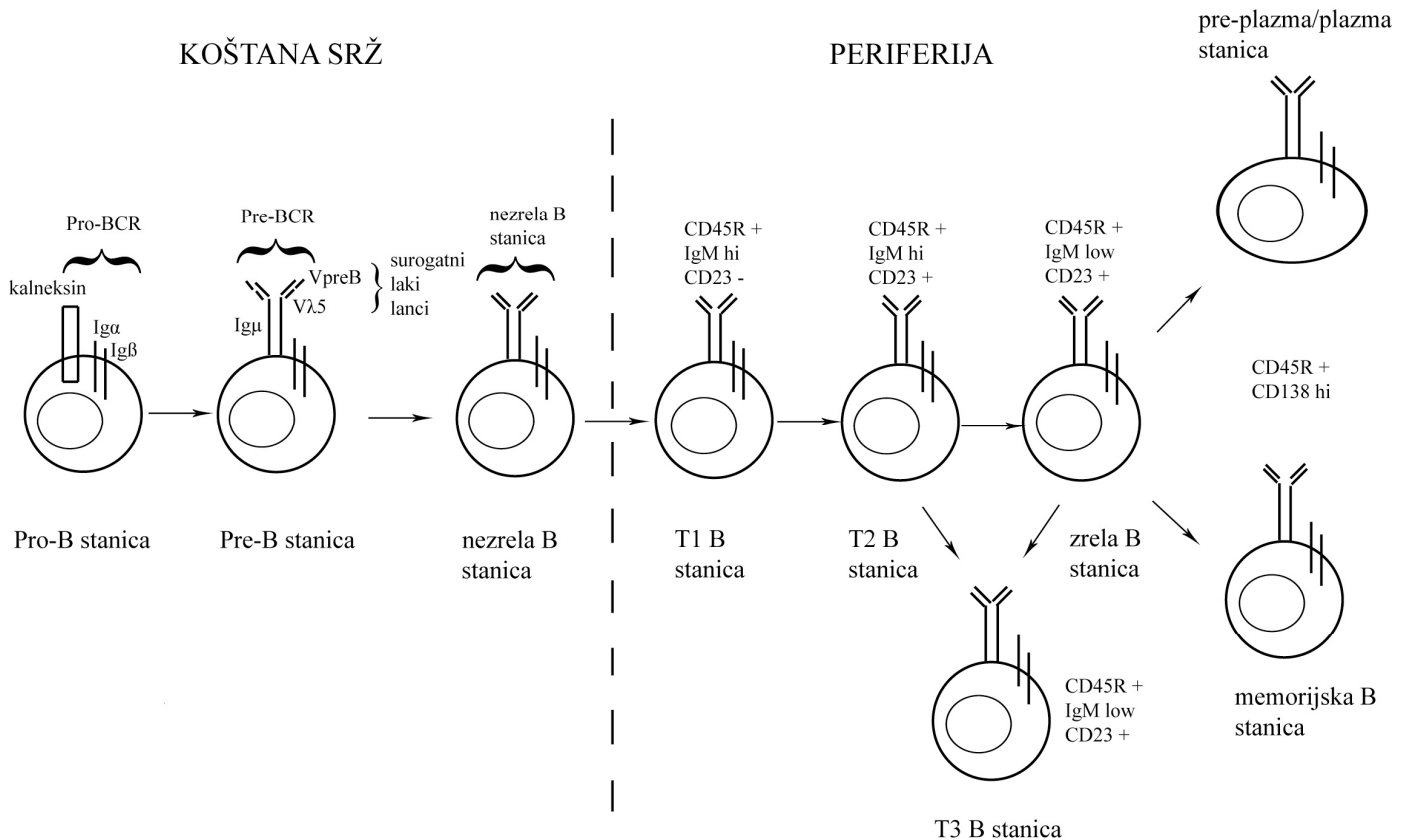 KOŠTANA SRŽ
PERIFERIJA
pre-plazma/plazma
stanica
Pro-BCR
kalneksin
Igα
Igß
Pre-BCR
VpreB
Vλ5
surogatni
laki
lanci
Igµ
nezrela B
stanica
CD45R +
IgM hi
CD23 -
CD45R +
IgM hi
CD23 +
CD45R +
IgM low
CD23 +
CD45R +
CD138 hi
Pro-B stanica
Pre-B stanica
nezrela B
stanica
T1 B
stanica
T2 B
stanica
zrela B
stanica
CD45R +
IgM low
CD23 +
memorijska B
stanica
T3 B stanica